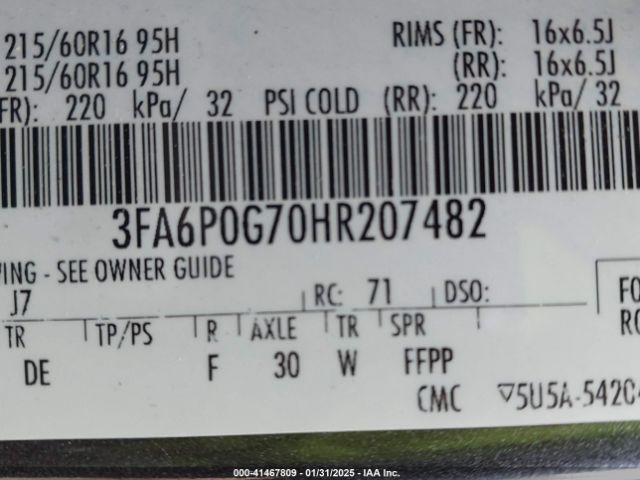 215/60R16 95H RIMS (FR): 16x6.5J
215/60R16 95H (RR): 16x6.5J
FR): 220 kPa/ 32 PSI COLD (RR): 220 kPa/ 32
3FA6P0G70HR207482
ING - SEE OWNER GUIDE
J7 RC: 71 DSO: FO
TR TP/PS R AXLE TR SPR RO
DE F 30 W FFPP
CMC ▽5U5A-5420
000-41467809 - 01/31/2025 - IAA Inc.